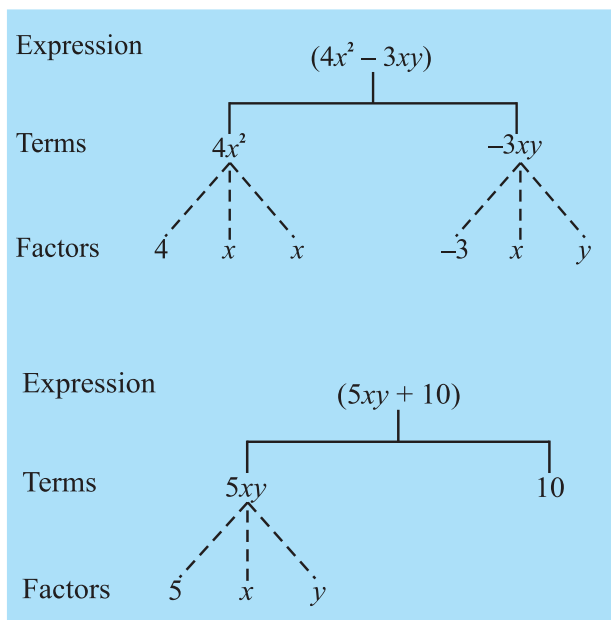 Expression (4x² – 3xy)
Terms 4x² –3xy
Factors 4 x x –3 x y
Expression (5xy + 10)
Terms 5xy 10
Factors 5 x y